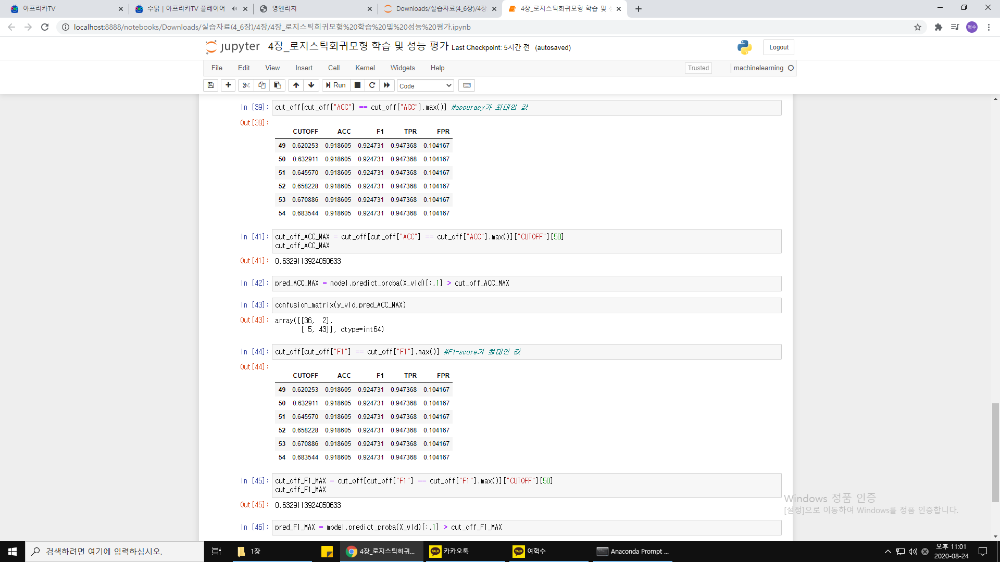 아프리카TV
수탉 | 아프리카TV 플레이어
영앤리치
Downloads/실습자료(4_6장)/4장
4장_로지스틱회귀모형 학습 및 성
localhost:8888/notebooks/Downloads/실습자료(4_6장)/4장/4장_로지스틱회귀모형%20학습%20및%20성능%20평가.ipynb
혁수
jupyter 4장_로지스틱회귀모형 학습 및 성능 평가 Last Checkpoint: 5시간 전 (autosaved)
Logout
File Edit View Insert Cell Kernel Widgets Help
Trusted
machinelearning
Run
Code
In [39]: cut_off[cut_off["ACC"] == cut_off["ACC"].max()] #accuracy가 최대인 값
Out[39]:
CUTOFF ACC F1 TPR FPR
49 0.620253 0.918605 0.924731 0.947368 0.104167
50 0.632911 0.918605 0.924731 0.947368 0.104167
51 0.645570 0.918605 0.924731 0.947368 0.104167
52 0.658228 0.918605 0.924731 0.947368 0.104167
53 0.670886 0.918605 0.924731 0.947368 0.104167
54 0.683544 0.918605 0.924731 0.947368 0.104167
In [41]: cut_off_ACC_MAX = cut_off[cut_off["ACC"] == cut_off["ACC"].max()]["CUTOFF"][50]
cut_off_ACC_MAX
Out[41]: 0.6329113924050633
In [42]: pred_ACC_MAX = model.predict_proba(X_vld)[:,1] > cut_off_ACC_MAX
In [43]: confusion_matrix(y_vld,pred_ACC_MAX)
Out[43]: array([[36, 2],
[ 5, 43]], dtype=int64)
In [44]: cut_off[cut_off["F1"] == cut_off["F1"].max()] #F1-score가 최대인 값
Out[44]:
CUTOFF ACC F1 TPR FPR
49 0.620253 0.918605 0.924731 0.947368 0.104167
50 0.632911 0.918605 0.924731 0.947368 0.104167
51 0.645570 0.918605 0.924731 0.947368 0.104167
52 0.658228 0.918605 0.924731 0.947368 0.104167
53 0.670886 0.918605 0.924731 0.947368 0.104167
54 0.683544 0.918605 0.924731 0.947368 0.104167
In [45]: cut_off_F1_MAX = cut_off[cut_off["F1"] == cut_off["F1"].max()]["CUTOFF"][50]
cut_off_F1_MAX
Out[45]: 0.6329113924050633
In [46]: pred_F1_MAX = model.predict_proba(X_vld)[:,1] > cut_off_F1_MAX
Windows 정품 인증
[설정]으로 이동하여 Windows를 정품 인증합니다.
검색하려면 여기에 입력하십시오.
1장
4장_로지스틱회귀...
TALK 카카오톡
TALK 여혁수
Anaconda Prompt ...
오후 11:01
2020-08-24